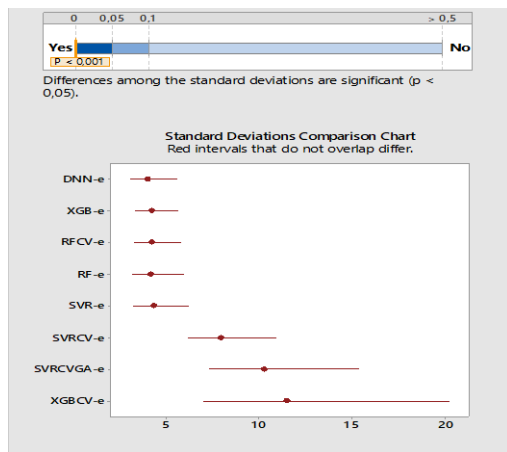 0 0,05 0,1 > 0,5
Yes No
P < 0,001
Differences among the standard deviations are significant (p <
0,05).
Standard Deviations Comparison Chart
Red intervals that do not overlap differ.
DNN-e
XGB-e
RFCV-e
RF-e
SVR-e
SVRCV-e
SVRCVGA-e
XGBCV-e
5 10 15 20